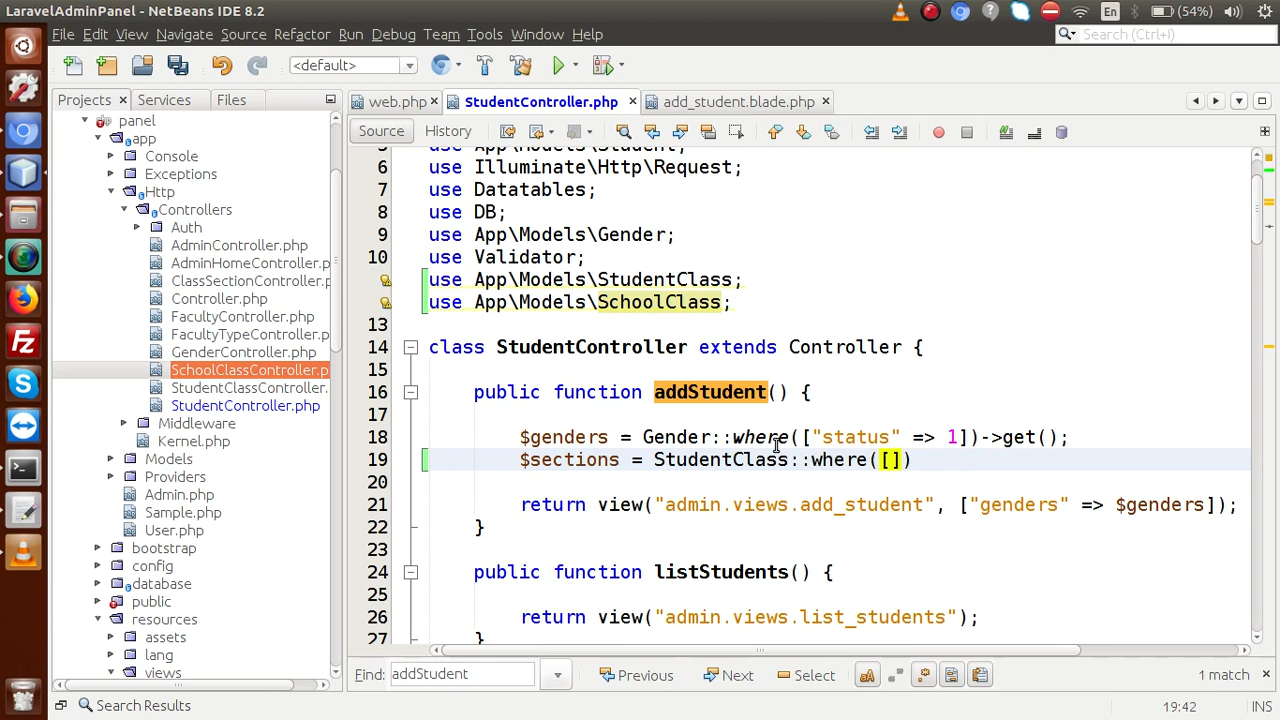 LaravelAdminPanel - NetBeans IDE 8.2
En
(54%)
File Edit View Navigate Source Refactor Run Debug Team Tools Window Help
Search (Ctrl+I)
<default>
Projects Services Files
web.php StudentController.php add_student.blade.php
Source History
panel
app
Console
Exceptions
Http
Controllers
Auth
AdminController.php
AdminHomeController.p
ClassSectionController.p
Controller.php
FacultyController.php
FacultyTypeController.ph
GenderController.php
SchoolClassController.p
StudentClassController.
StudentController.php
Middleware
Kernel.php
Models
Providers
Admin.php
Sample.php
User.php
bootstrap
config
database
public
resources
assets
lang
views
5 use App\Models\Student;
6 use Illuminate\Http\Request;
7 use Datatables;
8 use DB;
9 use App\Models\Gender;
10 use Validator;
use App\Models\StudentClass;
use App\Models\SchoolClass;
13
14 class StudentController extends Controller {
15
16 public function addStudent() {
17
18 $genders = Gender::where(["status" => 1])->get();
19 $sections = StudentClass::where([])
20
21 return view("admin.views.add_student", ["genders" => $genders]);
22 }
23
24 public function listStudents() {
25
26 return view("admin.views.list_students");
27 }
Find: addStudent Previous Next Select 1 match
Search Results
19:42 INS